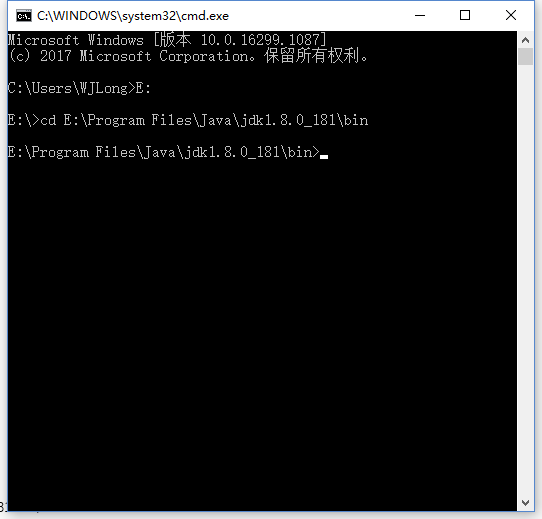 C:\WINDOWS\system32\cmd.exe
Microsoft Windows [版本 10.0.16299.1087]
(c) 2017 Microsoft Corporation。保留所有权利。
C:\Users\WJLong>E:
E:\>cd E:\Program Files\Java\jdk1.8.0_181\bin
E:\Program Files\Java\jdk1.8.0_181\bin>